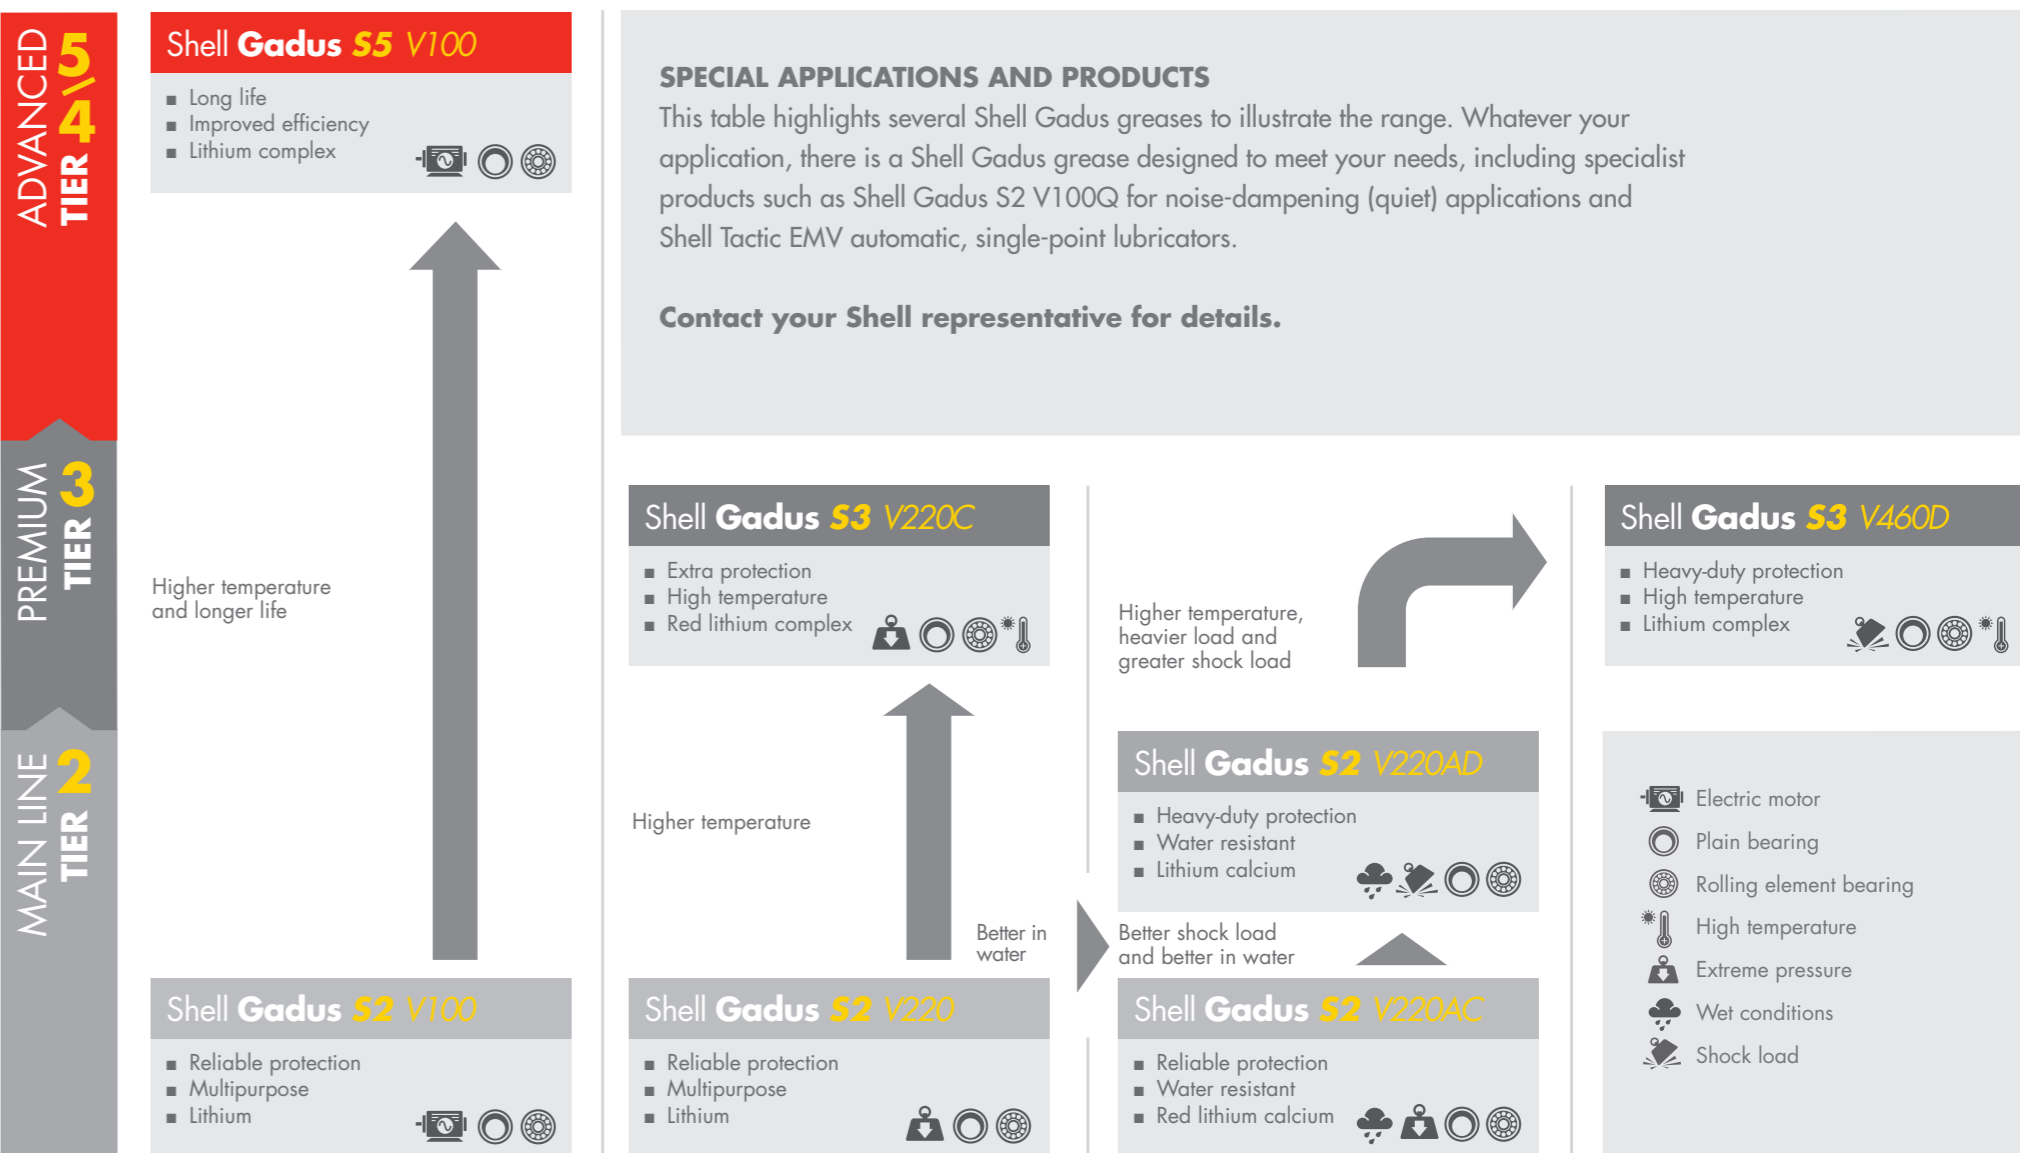 ADVANCED
TIER 4\5
Shell Gadus S5 V100
Long life
Improved efficiency
Lithium complex
SPECIAL APPLICATIONS AND PRODUCTS
This table highlights several Shell Gadus greases to illustrate the range. Whatever your
application, there is a Shell Gadus grease designed to meet your needs, including specialist
products such as Shell Gadus S2 V100Q for noise-dampening (quiet) applications and
Shell Tactic EMV automatic, single-point lubricators.
Contact your Shell representative for details.
PREMIUM
TIER 3
Higher temperature
and longer life
Shell Gadus S3 V220C
Extra protection
High temperature
Red lithium complex
Higher temperature,
heavier load and
greater shock load
Shell Gadus S3 V460D
Heavy-duty protection
High temperature
Lithium complex
MAIN LINE
TIER 2
Higher temperature
Shell Gadus S2 V220AD
Heavy-duty protection
Water resistant
Lithium calcium
Better in
water
Better shock load
and better in water
Shell Gadus S2 V100
Reliable protection
Multipurpose
Lithium
Shell Gadus S2 V220
Reliable protection
Multipurpose
Lithium
Shell Gadus S2 V220AC
Reliable protection
Water resistant
Red lithium calcium
Electric motor
Plain bearing
Rolling element bearing
High temperature
Extreme pressure
Wet conditions
Shock load